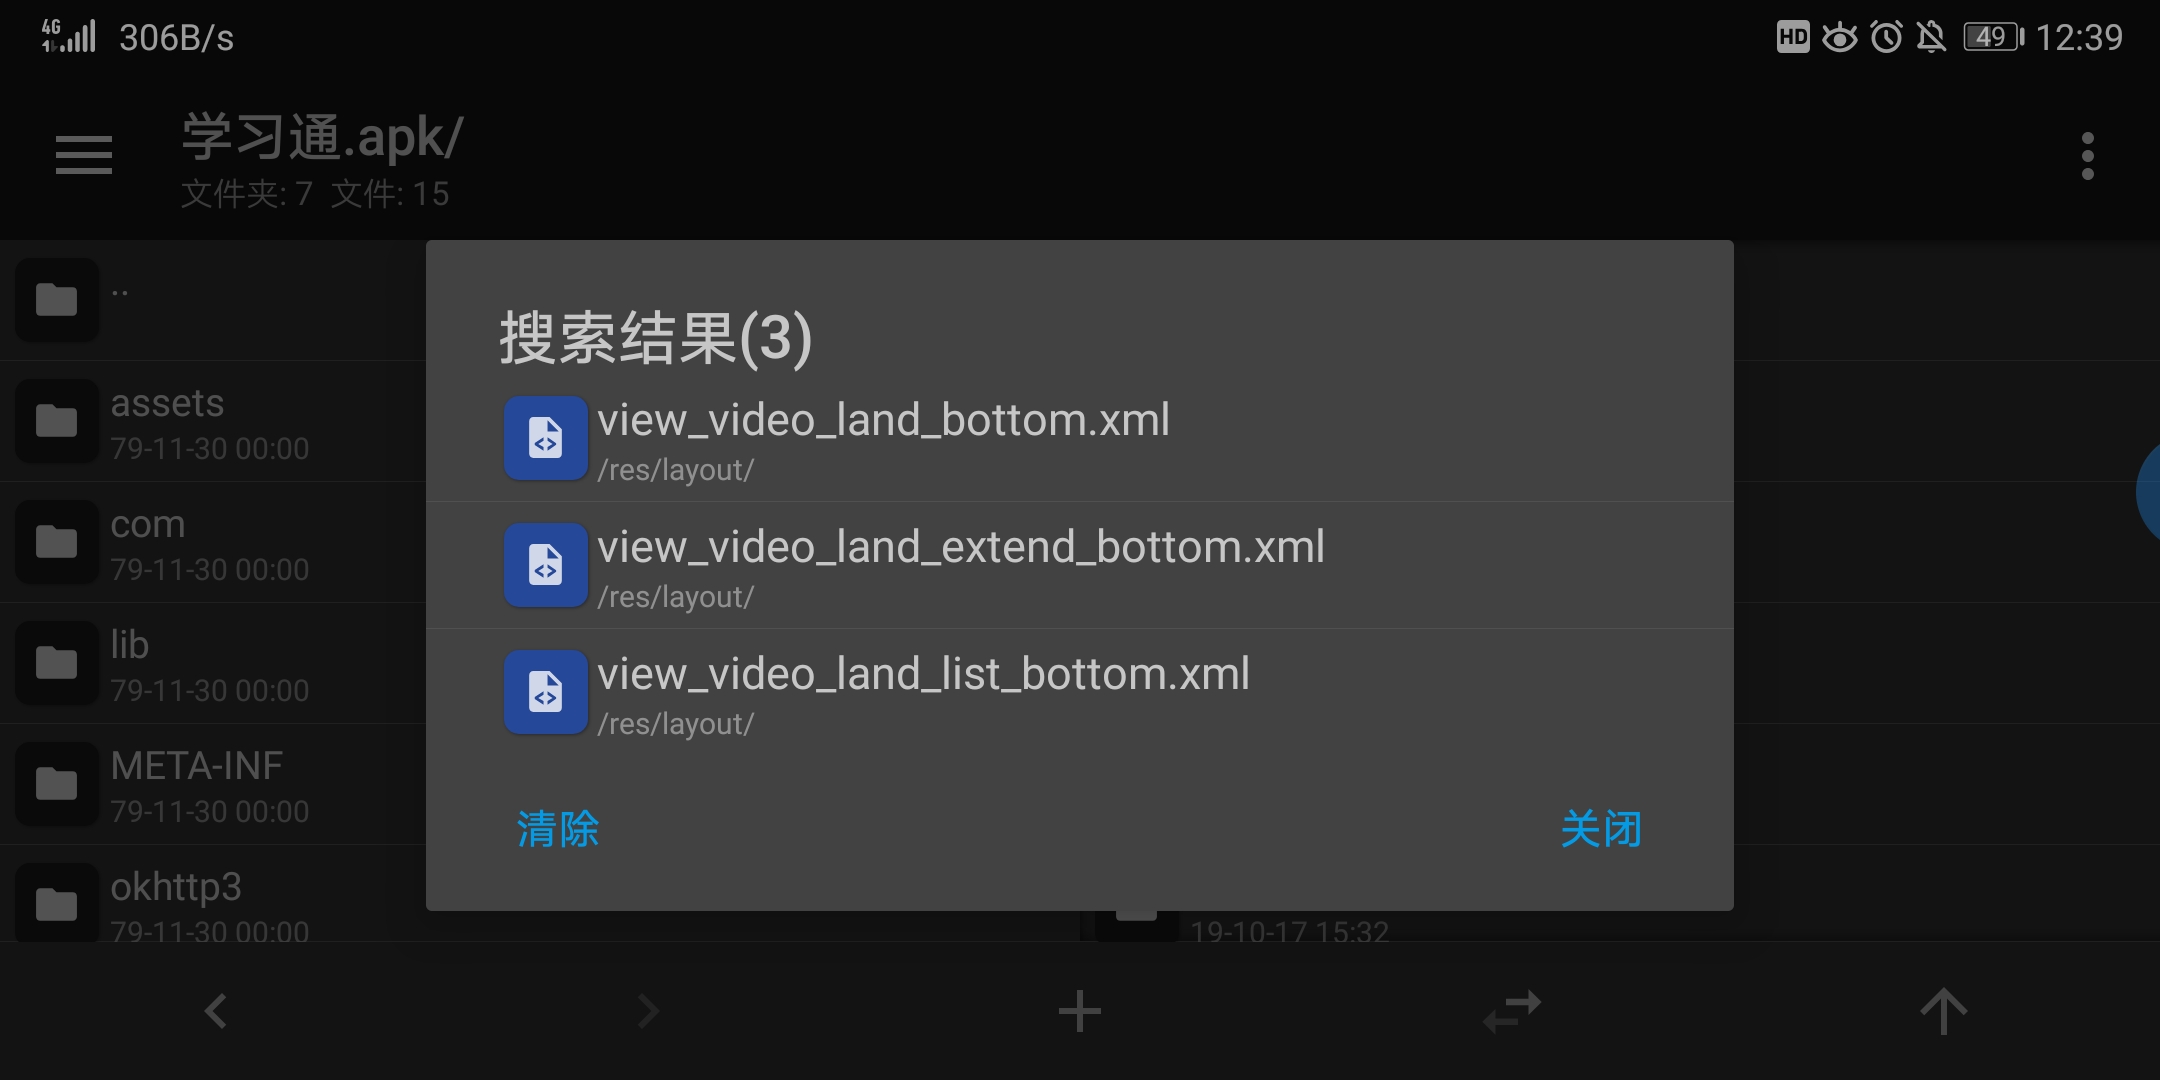 4G 306B/s HD 49 12:39
学习通.apk/
文件夹: 7 文件: 15
..
assets
79-11-30 00:00
com
79-11-30 00:00
lib
79-11-30 00:00
META-INF
79-11-30 00:00
okhttp3
79-11-30 00:00
搜索结果(3)
view_video_land_bottom.xml
/res/layout/
view_video_land_extend_bottom.xml
/res/layout/
view_video_land_list_bottom.xml
/res/layout/
清除 关闭
19-10-17 15:32